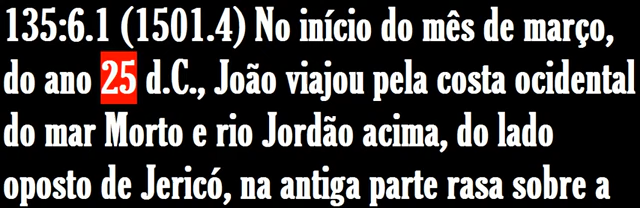 135:6.1 (1501.4) No início do mês de março,
do ano 25 d.C., João viajou pela costa ocidental
do mar Morto e rio Jordão acima, do lado
oposto de Jericó, na antiga parte rasa sobre a